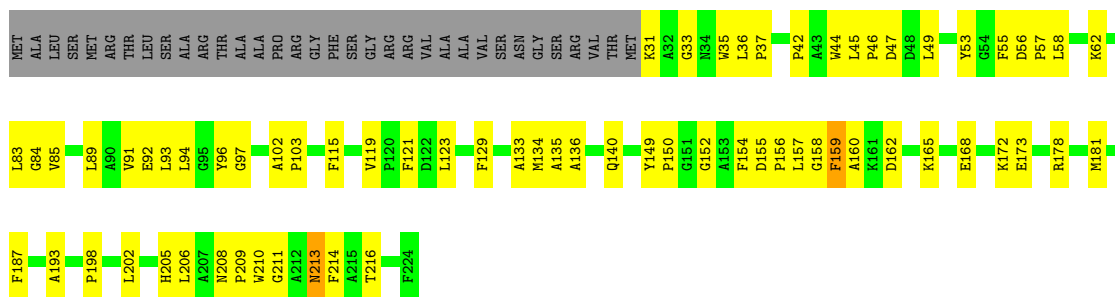 MET ALA LEU SER MET ARG THR LEU SER ALA ARG THR ALA ALA PRO ARG GLY PHE SER GLY ARG ARG VAL ALA ALA VAL SER ASN GLY SER ARG VAL THR MET K31 A32 G33 N34 W35 L36 P37 P42 A43 W44 L45 P46 D47 D48 L49 Y53 G54 F55 D56 P57 L58 K62
L83 G84 V85 L89 A90 V91 E92 L93 L94 G95 Y96 G97 A102 P103 F115 V119 P120 F121 D122 L123 F129 A133 M134 A135 A136 Q140 Y149 P150 G151 G152 A153 F154 D155 P156 L157 G158 F159 A160 K161 D162 K165 E168 K172 E173 R178 M181
F187 A193 P198 L202 H205 L206 A207 N208 P209 W210 G211 A212 N213 F214 A215 T216 F224